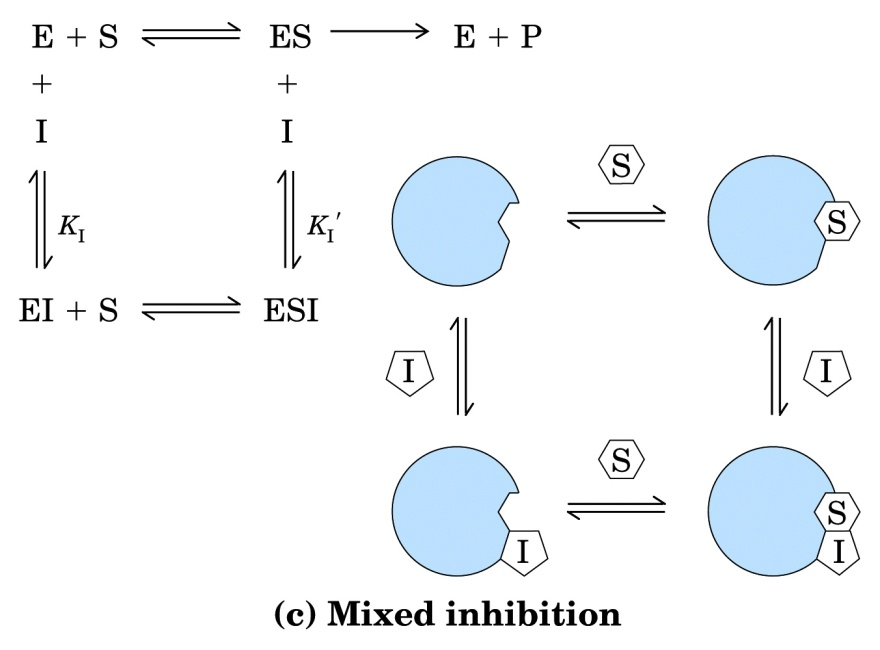 E + S ⇌ ES ⟶ E + P
+ +
I I
K_I K_I′
EI + S ⇌ ESI
S
S
I I
S
S
I I
(c) Mixed inhibition